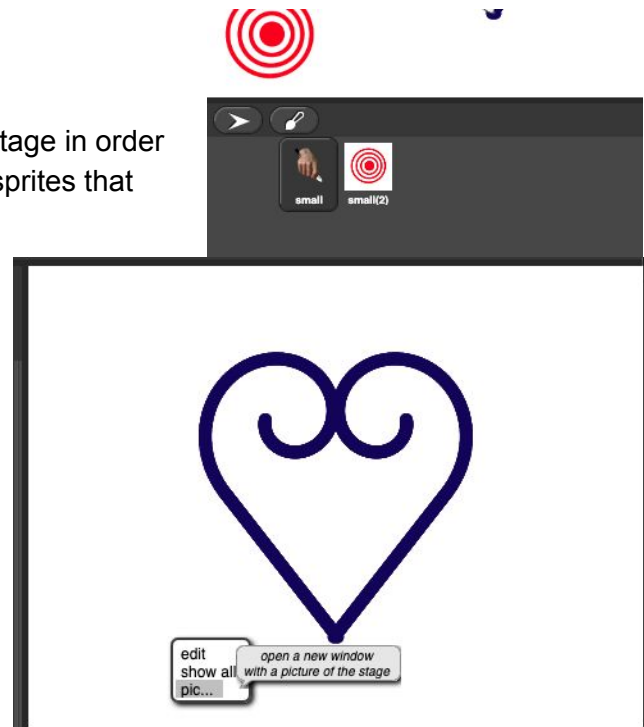 tage in order
sprites that
small
small(2)
edit
show all
pic...
open a new window
with a picture of the stage